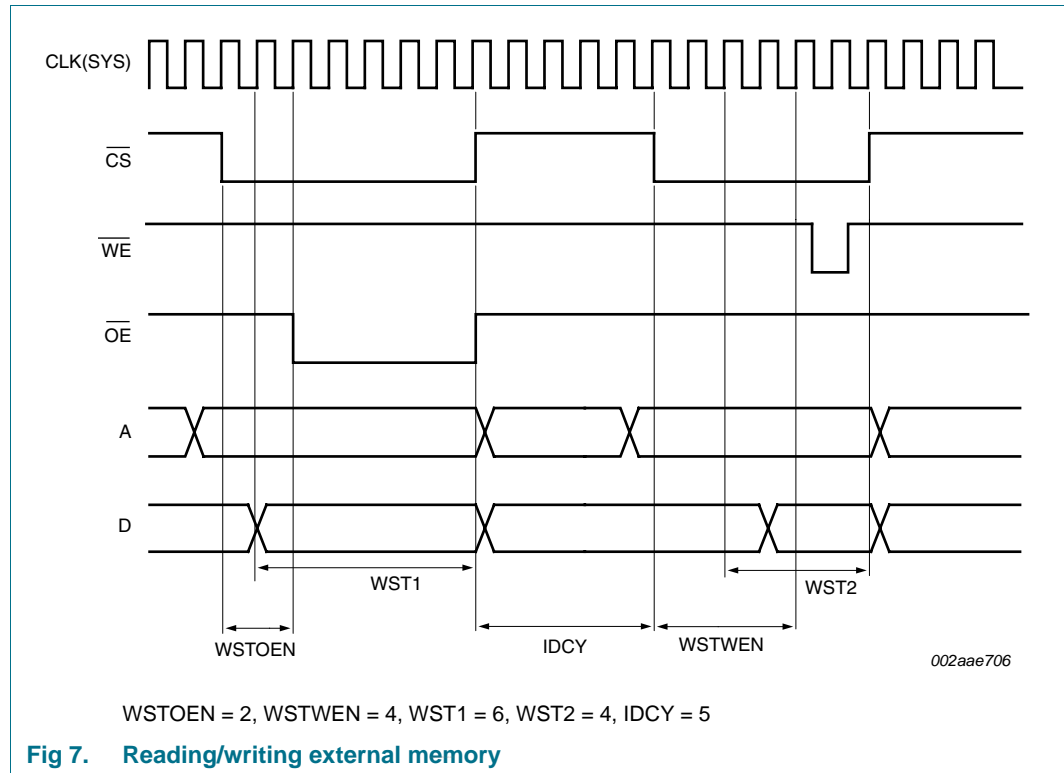 CLK(SYS)
CS
WE
OE
A
D
WST1
WST2
WSTOEN
IDCY
WSTWEN
002aae706
WSTOEN = 2, WSTWEN = 4, WST1 = 6, WST2 = 4, IDCY = 5
Fig 7. Reading/writing external memory